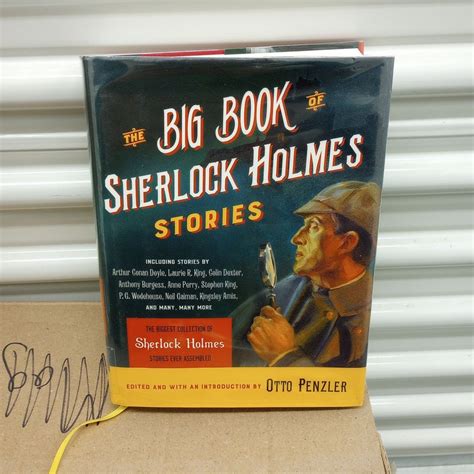 THE BIG BOOK OF
SHERLOCK HOLMES
STORIES
INCLUDING STORIES BY
Arthur Conan Doyle, Laurie R. King, Colin Dexter,
Anthony Burgess, Anne Perry, Stephen King,
P. G. Wodehouse, Neil Gaiman, Kingsley Amis,
AND MANY, MANY MORE
THE BIGGEST COLLECTION OF
Sherlock Holmes
STORIES EVER ASSEMBLED
EDITED AND WITH AN INTRODUCTION BY OTTO PENZLER